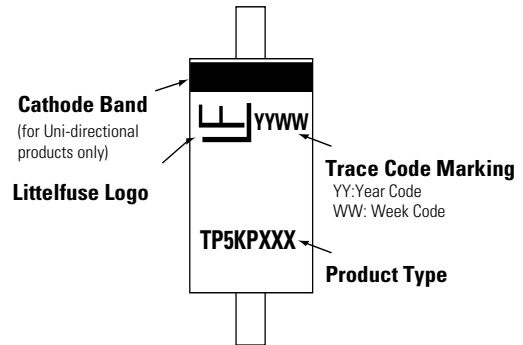 Cathode Band
(for Uni-directional
products only)
Littelfuse Logo
YYWW
Trace Code Marking
YY:Year Code
WW: Week Code
TP5KPXXX
Product Type